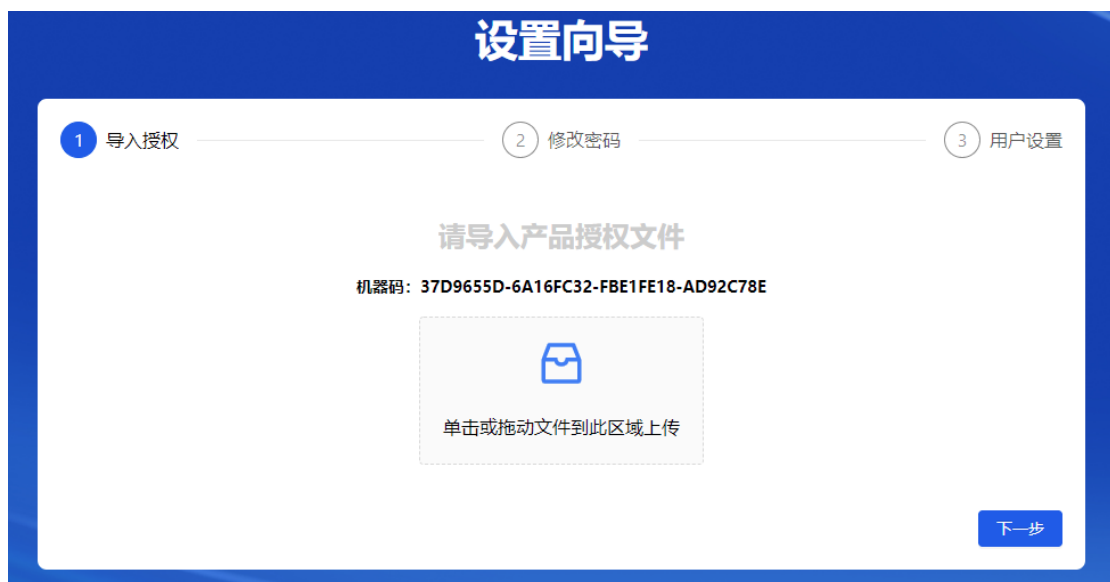 设置向导
1 导入授权 2 修改密码 3 用户设置
请导入产品授权文件
机器码：37D9655D-6A16FC32-FBE1FE18-AD92C78E
单击或拖动文件到此区域上传
下一步